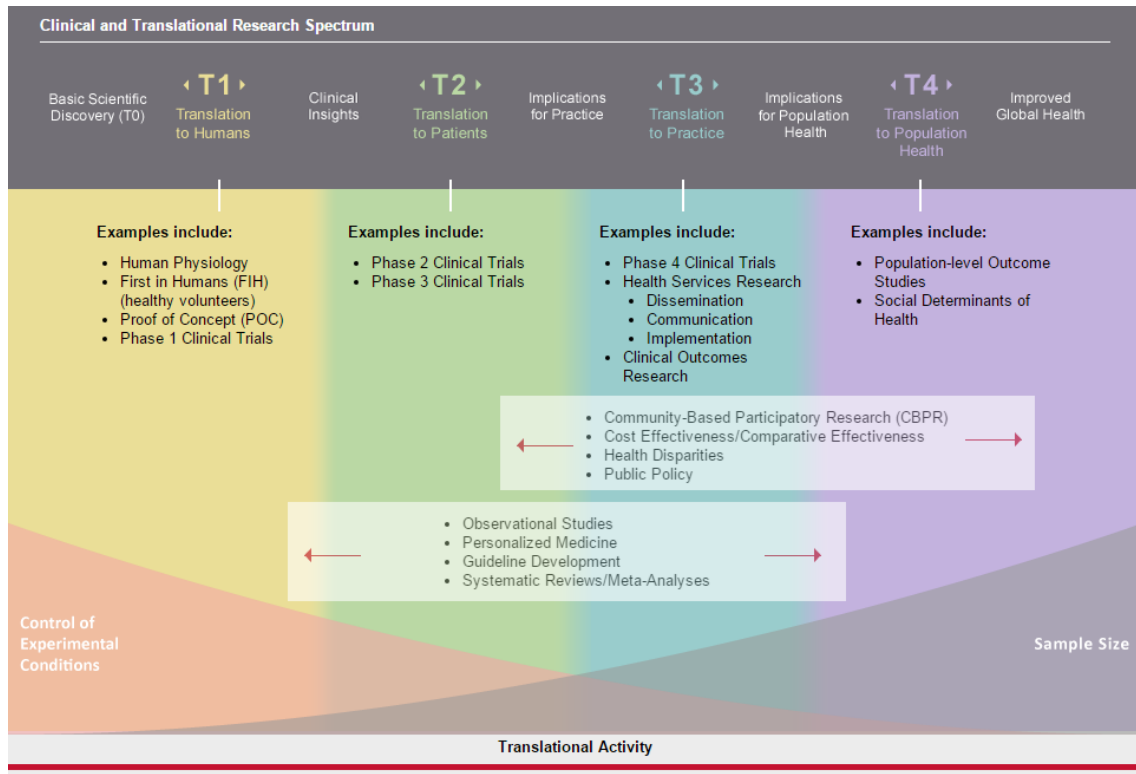 Clinical and Translational Research Spectrum
Basic Scientific
Discovery (T0)
T1
Translation
to Humans
Clinical
Insights
T2
Translation
to Patients
Implications
for Practice
T3
Translation
to Practice
Implications
for Population
Health
T4
Translation
to Population
Health
Improved
Global Health
Examples include:
• Human Physiology
• First in Humans (FIH)
(healthy volunteers)
• Proof of Concept (POC)
• Phase 1 Clinical Trials
Examples include:
• Phase 2 Clinical Trials
• Phase 3 Clinical Trials
Examples include:
• Phase 4 Clinical Trials
• Health Services Research
• Dissemination
• Communication
• Implementation
• Clinical Outcomes
Research
Examples include:
• Population-level Outcome
Studies
• Social Determinants of
Health
• Community-Based Participatory Research (CBPR)
• Cost Effectiveness/Comparative Effectiveness
• Health Disparities
• Public Policy
• Observational Studies
• Personalized Medicine
• Guideline Development
• Systematic Reviews/Meta-Analyses
Control of
Experimental
Conditions
Sample Size
Translational Activity